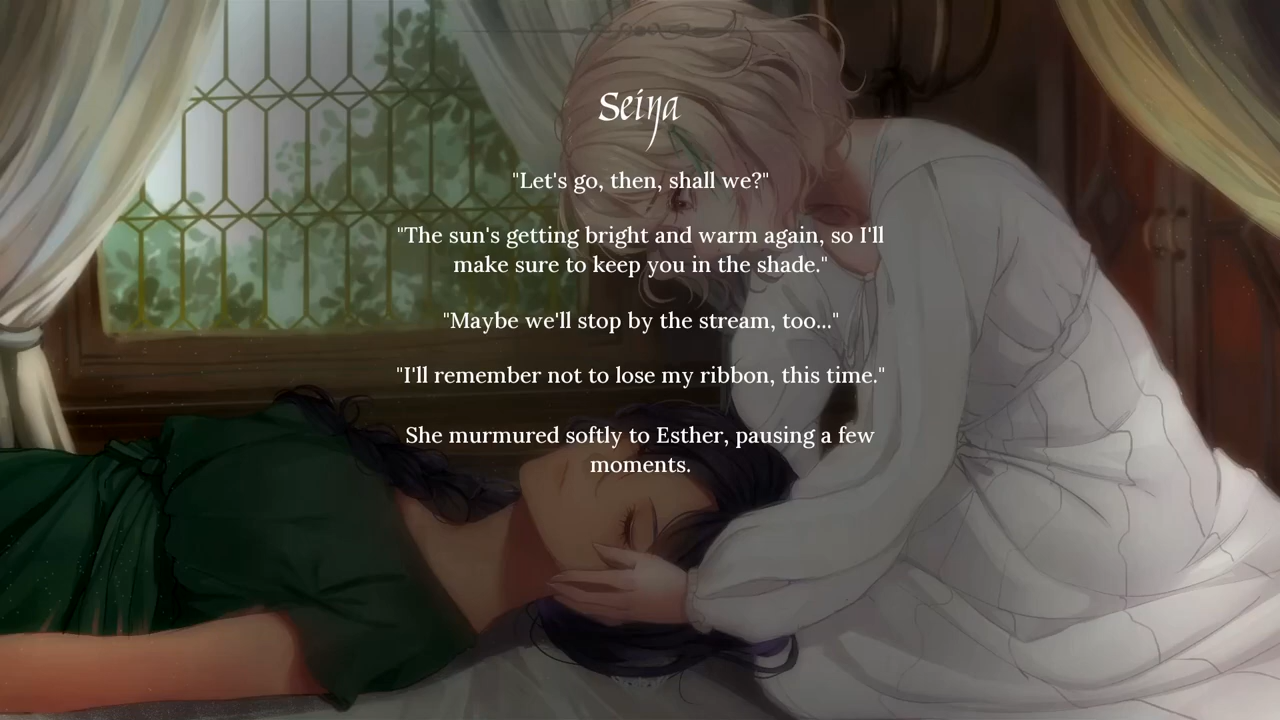 Seiya
"Let's go, then, shall we?"
"The sun's getting bright and warm again, so I'll
make sure to keep you in the shade."
"Maybe we'll stop by the stream, too..."
"I'll remember not to lose my ribbon, this time."
She murmured softly to Esther, pausing a few
moments.